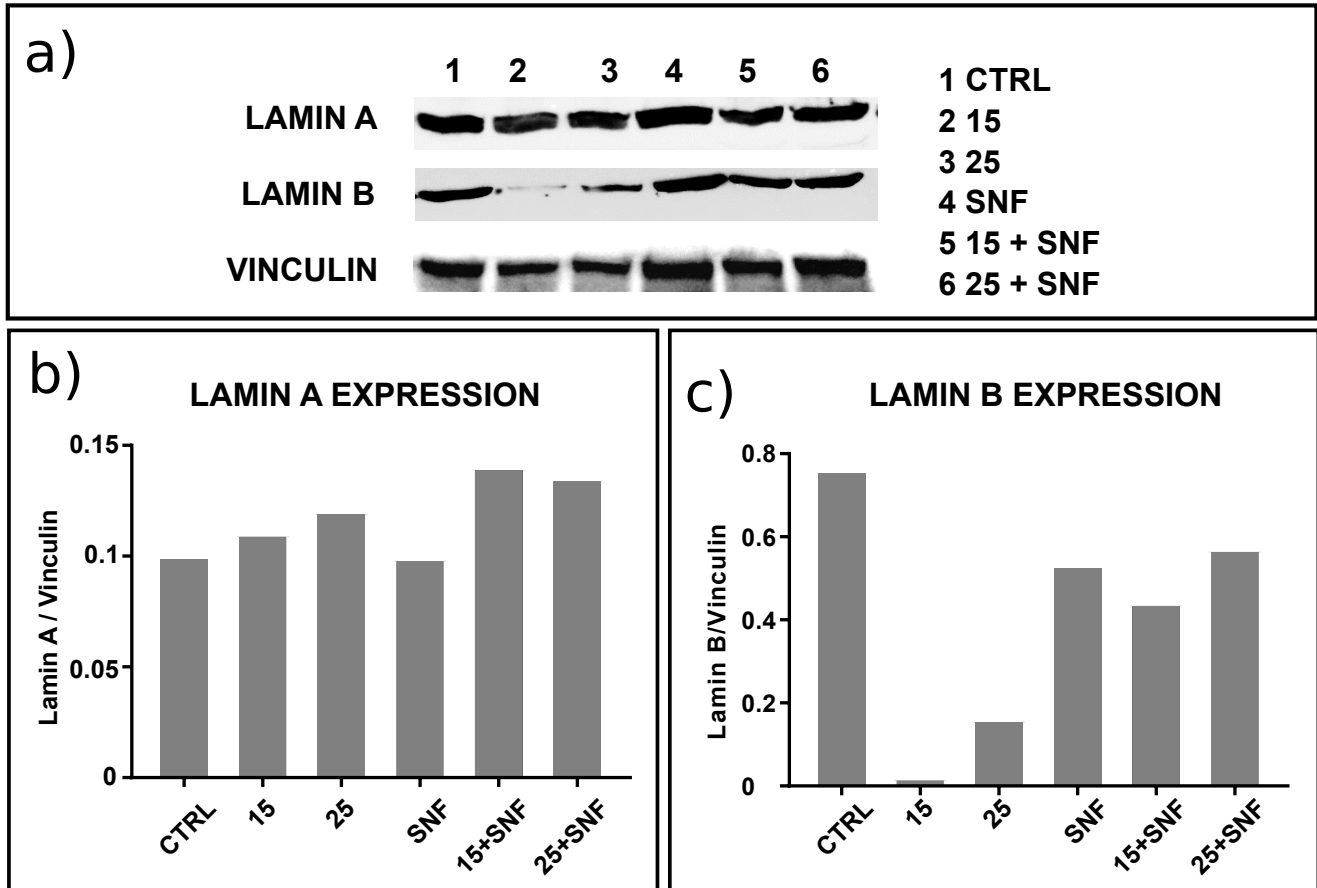 a)
1 2 3 4 5 6
LAMIN A
LAMIN B
VINCULIN
1 CTRL
2 15
3 25
4 SNF
5 15 + SNF
6 25 + SNF
b)
LAMIN A EXPRESSION
Lamin A / Vinculin
0.15
0.1
0.05
0
CTRL
15
25
SNF
15+SNF
25+SNF
c)
LAMIN B EXPRESSION
Lamin B/Vinculin
0.8
0.6
0.4
0.2
0
CTRL
15
25
SNF
15+SNF
25+SNF